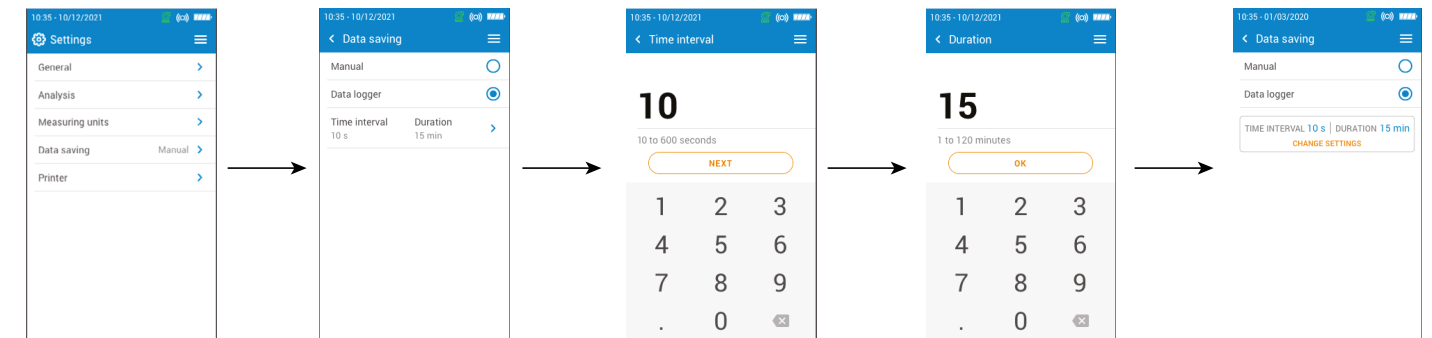 10:35 - 10/12/2021
Settings
General
Analysis
Measuring units
Data saving Manual
Printer
10:35 - 10/12/2021
Data saving
Manual
Data logger
Time interval Duration
10 s 15 min
10:35 - 10/12/2021
Time interval
10
10 to 600 seconds
NEXT
1 2 3
4 5 6
7 8 9
. 0
10:35 - 10/12/2021
Duration
15
1 to 120 minutes
OK
1 2 3
4 5 6
7 8 9
. 0
10:35 - 01/03/2020
Data saving
Manual
Data logger
TIME INTERVAL 10 s | DURATION 15 min
CHANGE SETTINGS